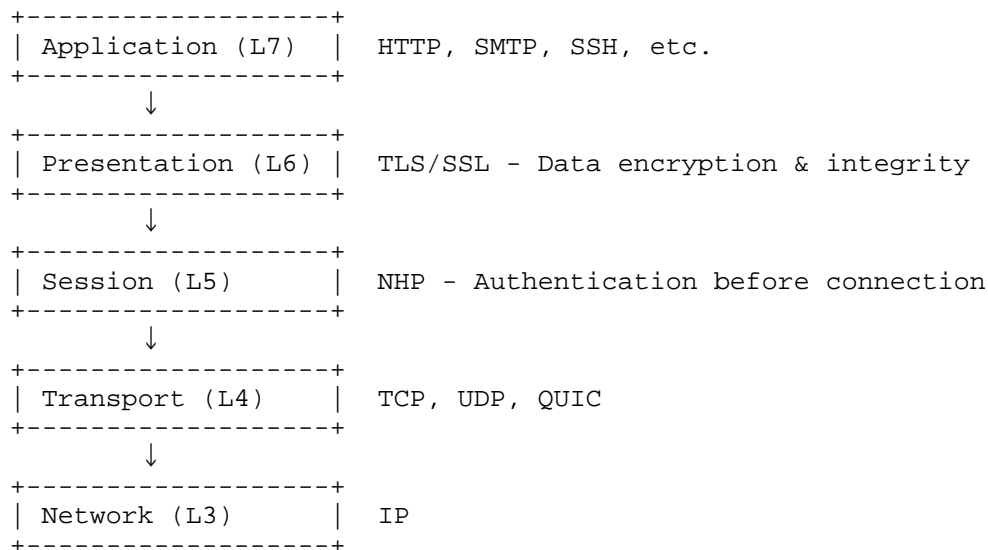 +-------------------+
| Application (L7)  |  HTTP, SMTP, SSH, etc.
+-------------------+
        ↓
+-------------------+
| Presentation (L6) |  TLS/SSL - Data encryption & integrity
+-------------------+
        ↓
+-------------------+
| Session (L5)      |  NHP - Authentication before connection
+-------------------+
        ↓
+-------------------+
| Transport (L4)    |  TCP, UDP, QUIC
+-------------------+
        ↓
+-------------------+
| Network (L3)      |  IP
+-------------------+